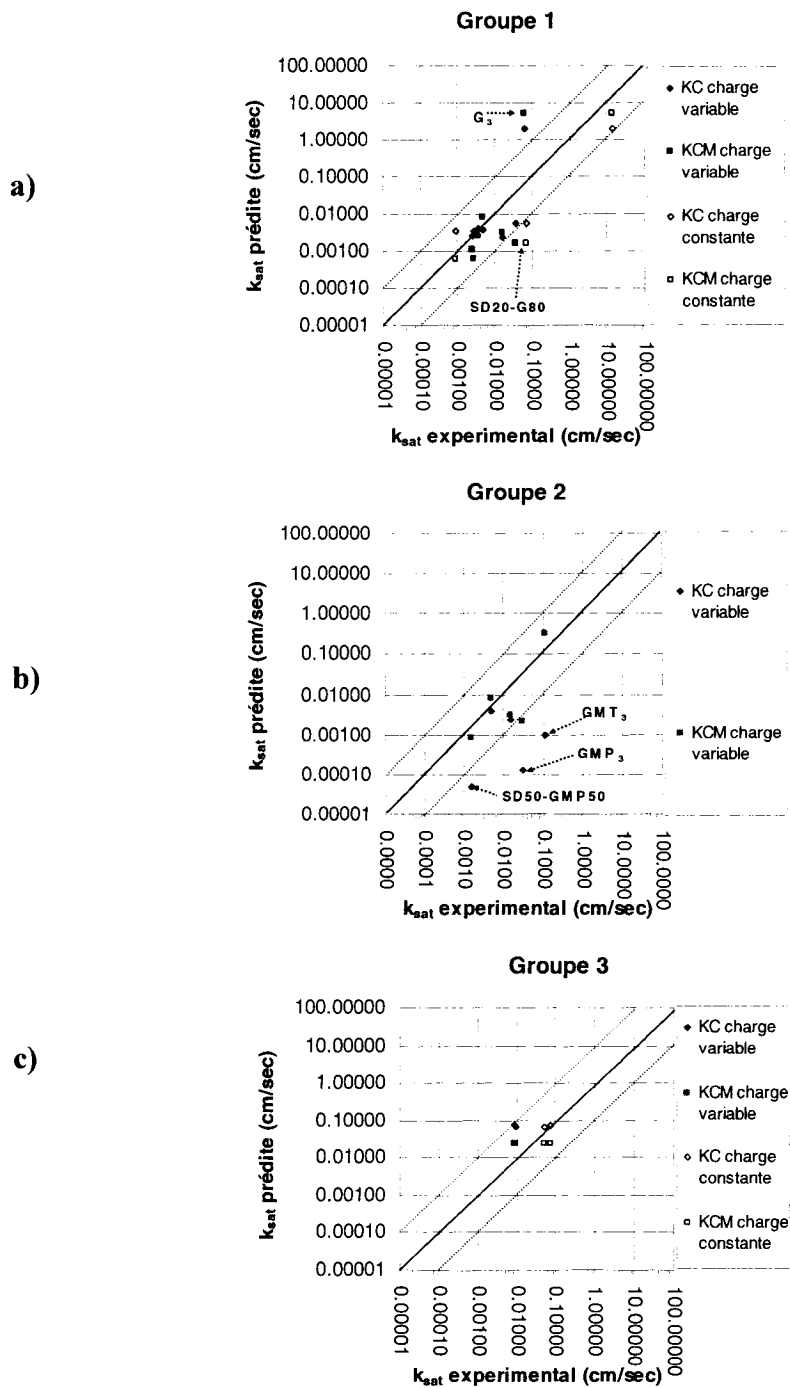 Groupe 1
a)
k_sat prédite (cm/sec)
100.00000
10.00000
1.00000
0.10000
0.01000
0.00100
0.00010
0.00001
G3
SD20-G80
0.00001
0.00010
0.00100
0.01000
0.10000
1.00000
10.00000
100.00000
k_sat experimental (cm/sec)
KC charge
variable
KCM charge
variable
KC charge
constante
KCM charge
constante
Groupe 2
b)
k_sat prédite (cm/sec)
100.00000
10.00000
1.00000
0.10000
0.01000
0.00100
0.00010
0.00001
GMT3
GMP3
SD50-GMP50
0.0000
0.0001
0.0010
0.0100
0.1000
1.0000
10.0000
100.0000
k_sat experimental (cm/sec)
KC charge
variable
KCM charge
variable
Groupe 3
c)
k_sat prédite (cm/sec)
100.00000
10.00000
1.00000
0.10000
0.01000
0.00100
0.00010
0.00001
0.00001
0.00010
0.00100
0.01000
0.10000
1.00000
10.00000
100.00000
k_sat experimental (cm/sec)
KC charge
variable
KCM charge
variable
KC charge
constante
KCM charge
constante